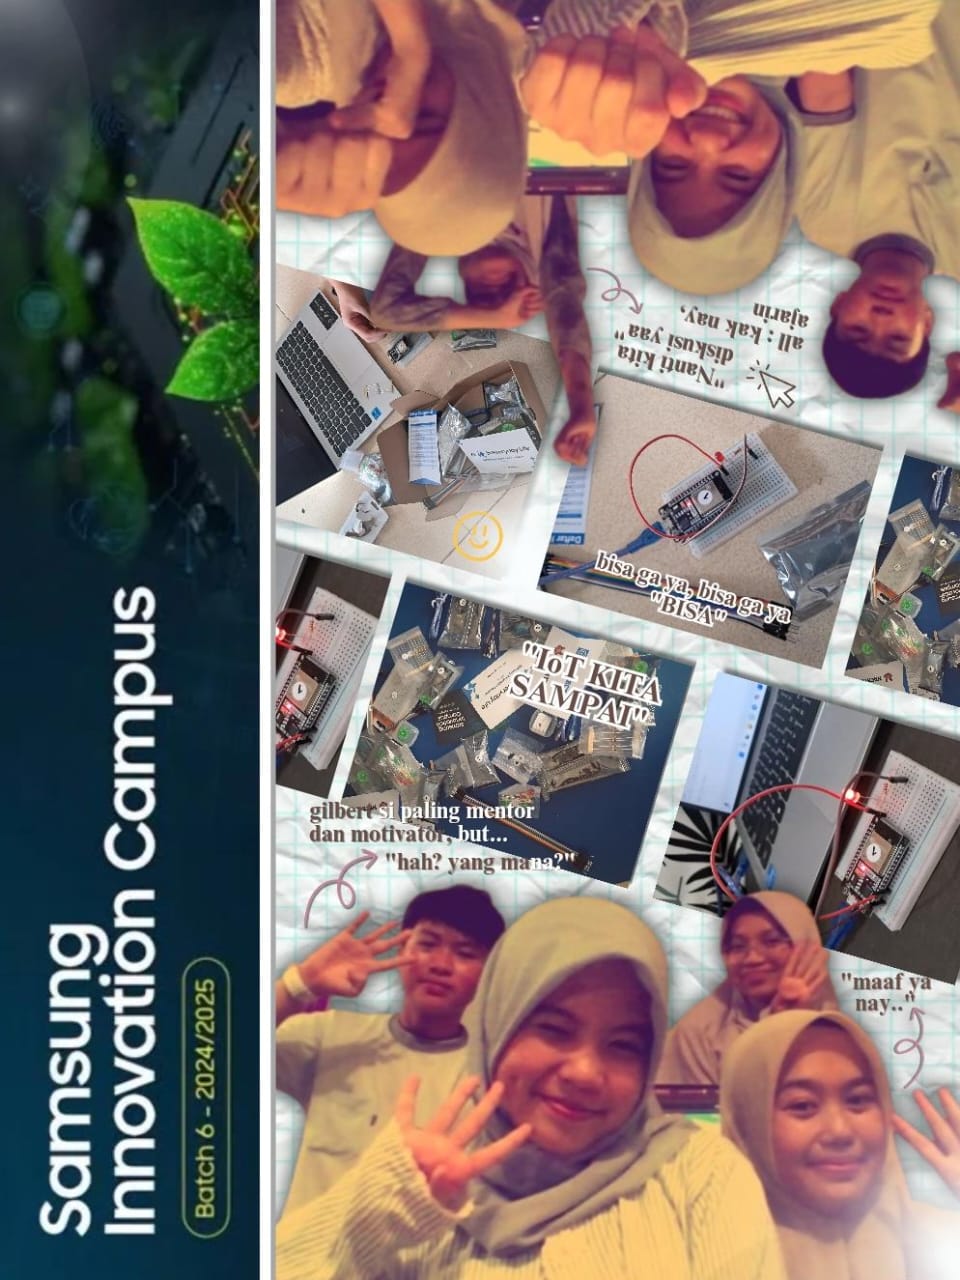 Samsung
Innovation Campus
Batch 6 - 2024/2025
"Nanti kita
diskusi yaa"
all : kak nay,
ajarin
bisa ga ya, bisa ga ya
"BISA"
"IoT KITA
SAMPAI"
gilbert si paling mentor
dan motivator, but...
"hah? yang mana?"
"maaf ya
nay.."